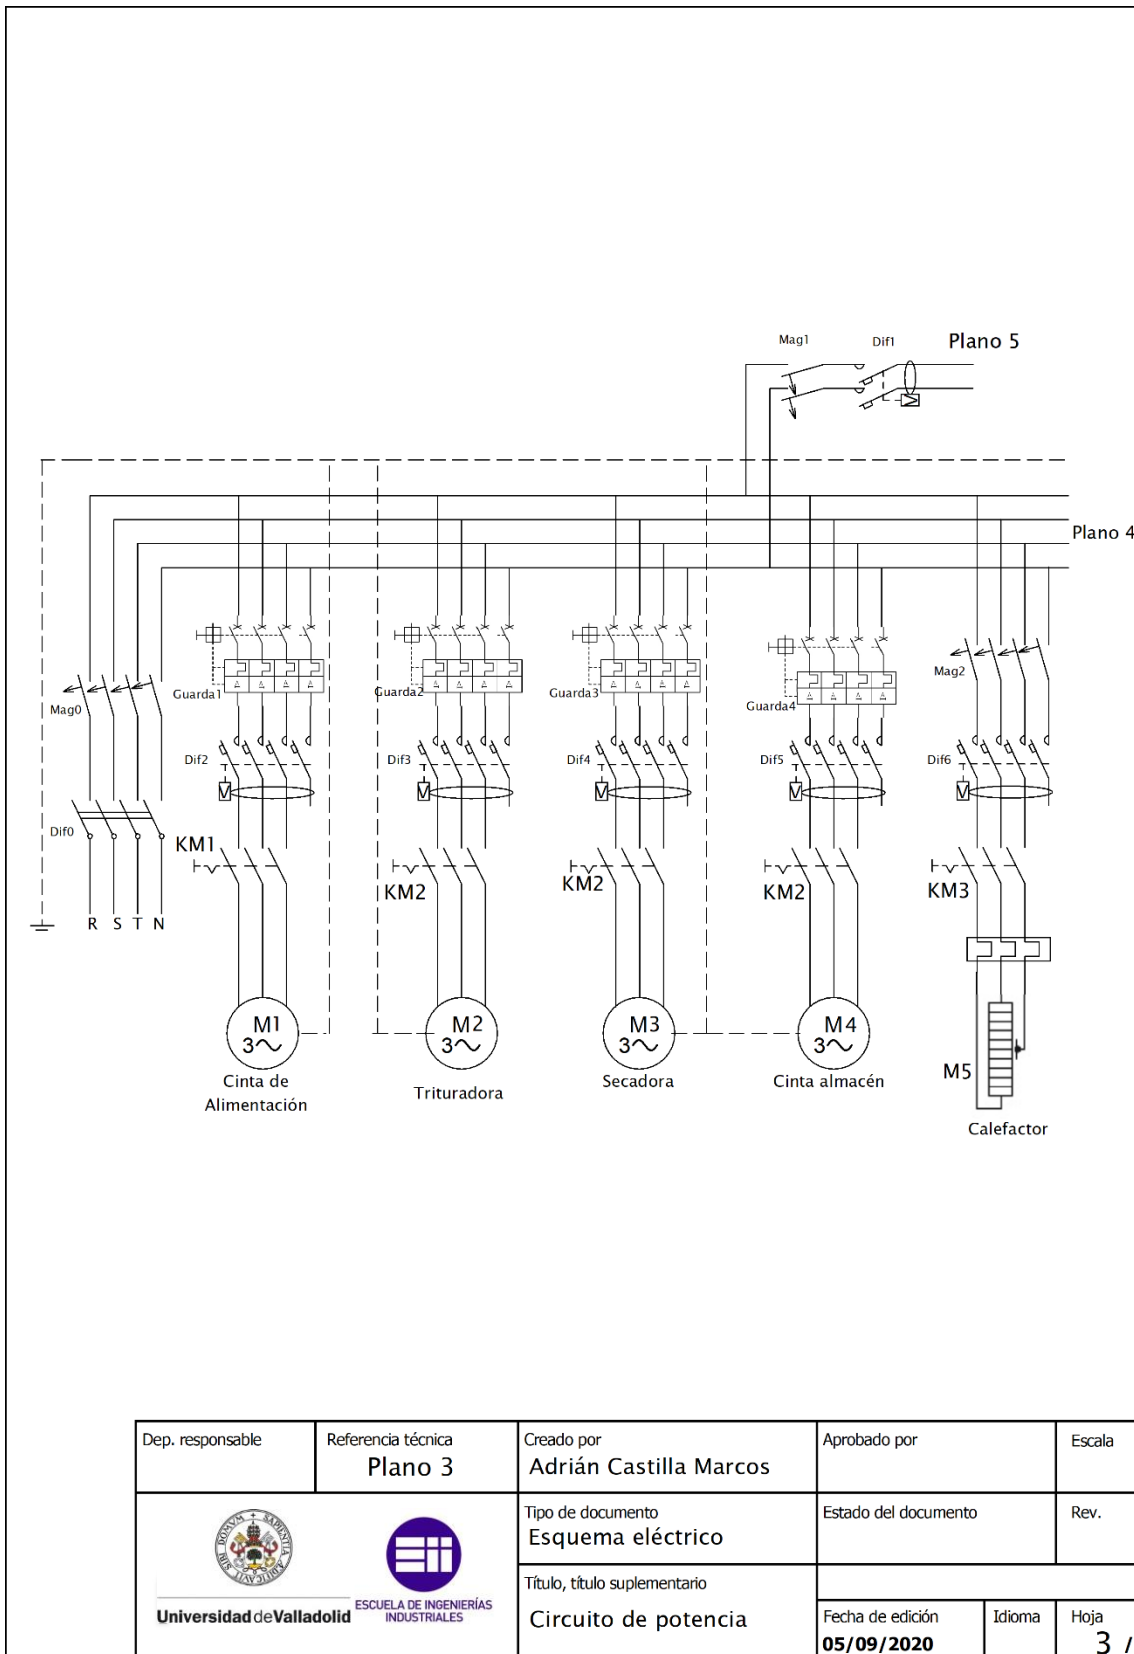 Mag1
Dif1
Plano 5
Plano 4
Guarda1
Guarda2
Guarda3
Guarda4
Mag0
Mag2
Dif2
Dif3
Dif4
Dif5
Dif6
Dif0
KM1
KM2
KM2
KM2
KM3
R S T N
M1
3
M2
3
M3
3
M4
3
M5
Cinta de
Alimentación
Trituradora
Secadora
Cinta almacén
Calefactor
Dep. responsable
Referencia técnica
Plano 3
Creado por
Adrián Castilla Marcos
Aprobado por
Escala
Tipo de documento
Esquema eléctrico
Estado del documento
Rev.
Título, título suplementario
Circuito de potencia
Fecha de edición
05/09/2020
Idioma
Hoja
3 /
Universidad de Valladolid
ESCUELA DE INGENIERÍAS
INDUSTRIALES